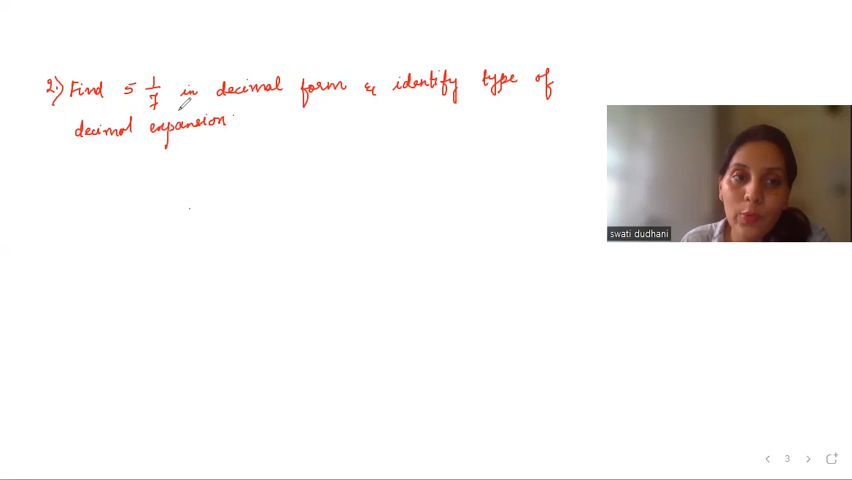 2.) Find 5 1/7 in decimal form & identify type of
decimal expansion.
swati dudhani
3